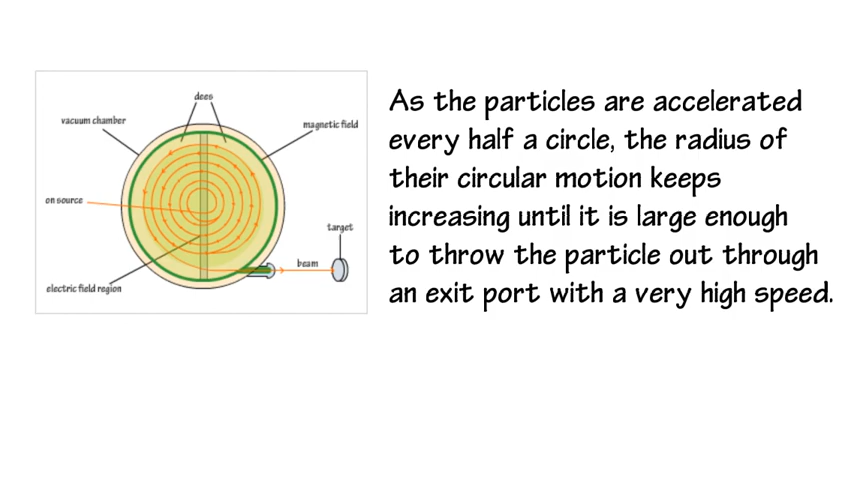 dees
vacuum chamber
magnetic field
on source
target
beam
electric field region
As the particles are accelerated
every half a circle, the radius of
their circular motion keeps
increasing until it is large enough
to throw the particle out through
an exit port with a very high speed.